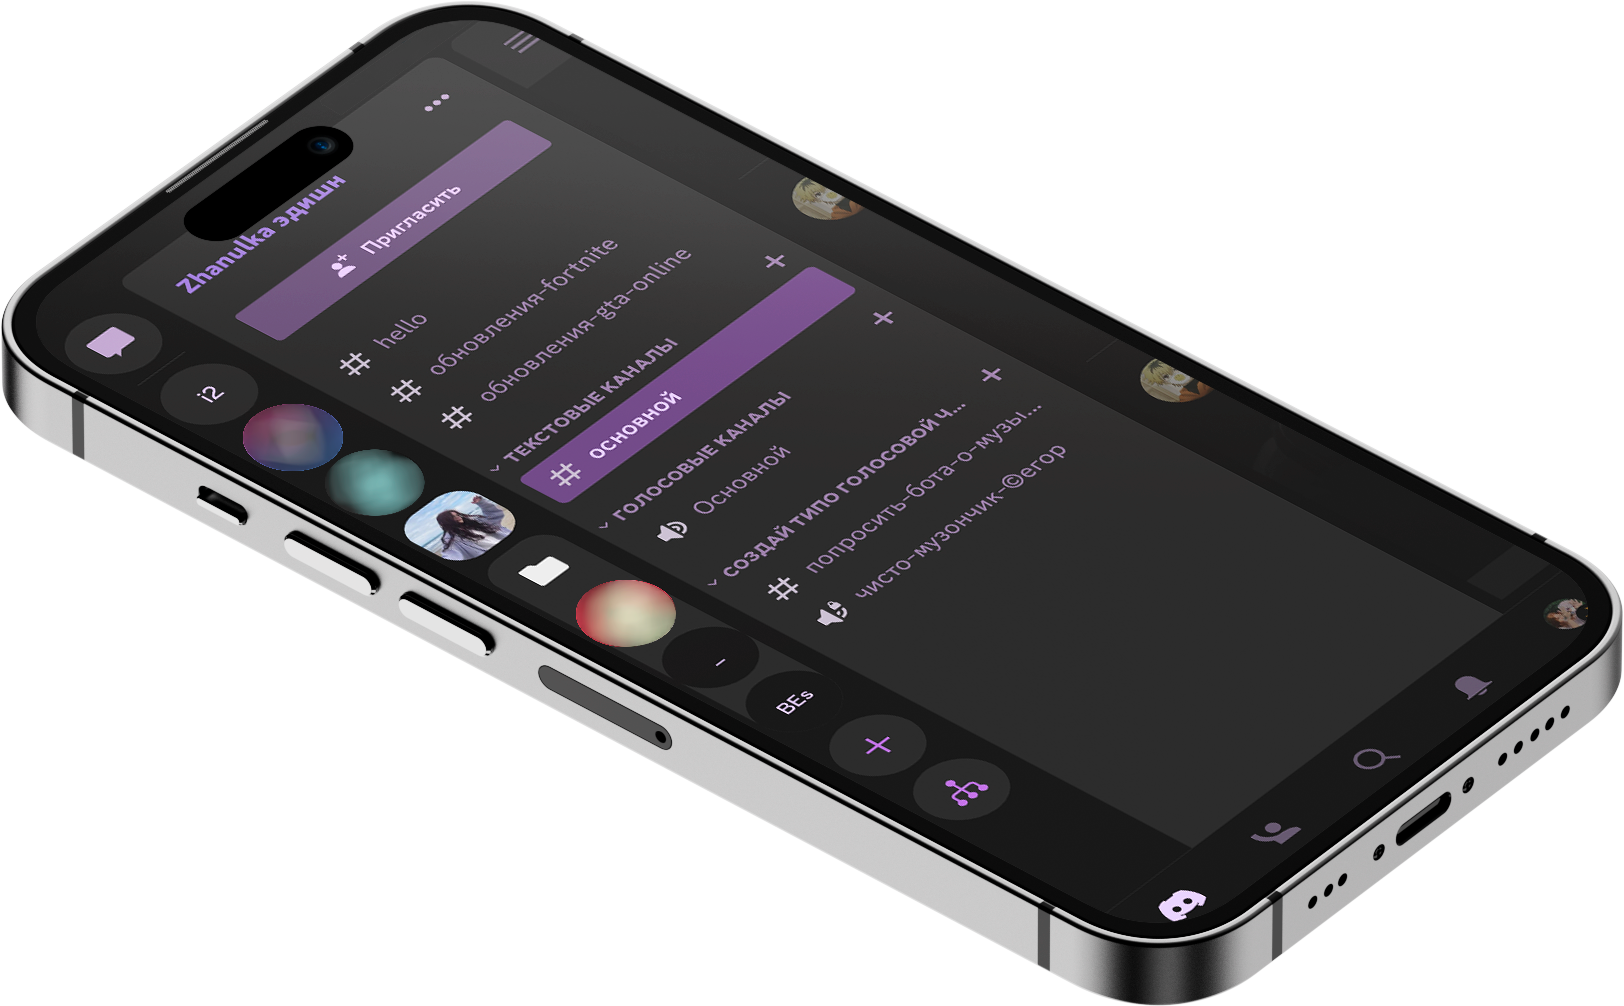 Zhanulka эдишн
Пригласить
hello
обновления-fortnite
обновления-gta-online
ТЕКСТОВЫЕ КАНАЛЫ
основной
ГОЛОСОВЫЕ КАНАЛЫ
Основной
СОЗДАЙ ТИПО ГОЛОСОВОЙ Ч...
попросить-бота-о-музы...
чисто-музончик-©егор
i2
-
BEs